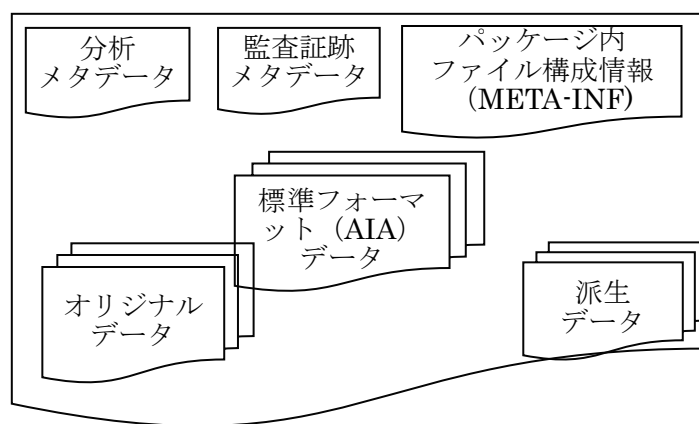 分析
メタデータ
監査証跡
メタデータ
パッケージ内
ファイル構成情報
(META-INF)
標準フォーマ
ット（AIA）
データ
オリジナル
データ
派生
データ